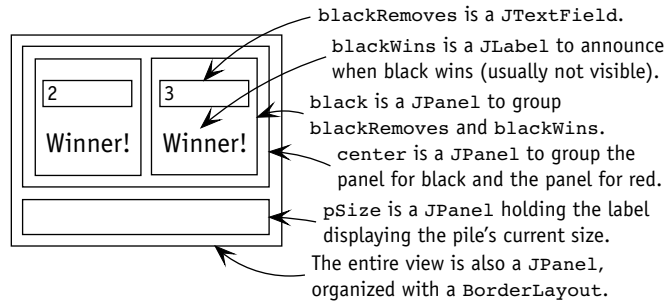 blackRemoves is a JTextField.
blackWins is a JLabel to announce
when black wins (usually not visible).
2
3
black is a JPanel to group
blackRemoves and blackWins.
Winner!
Winner!
center is a JPanel to group the
panel for black and the panel for red.
pSize is a JPanel holding the label
displaying the pile's current size.
The entire view is also a JPanel,
organized with a BorderLayout.